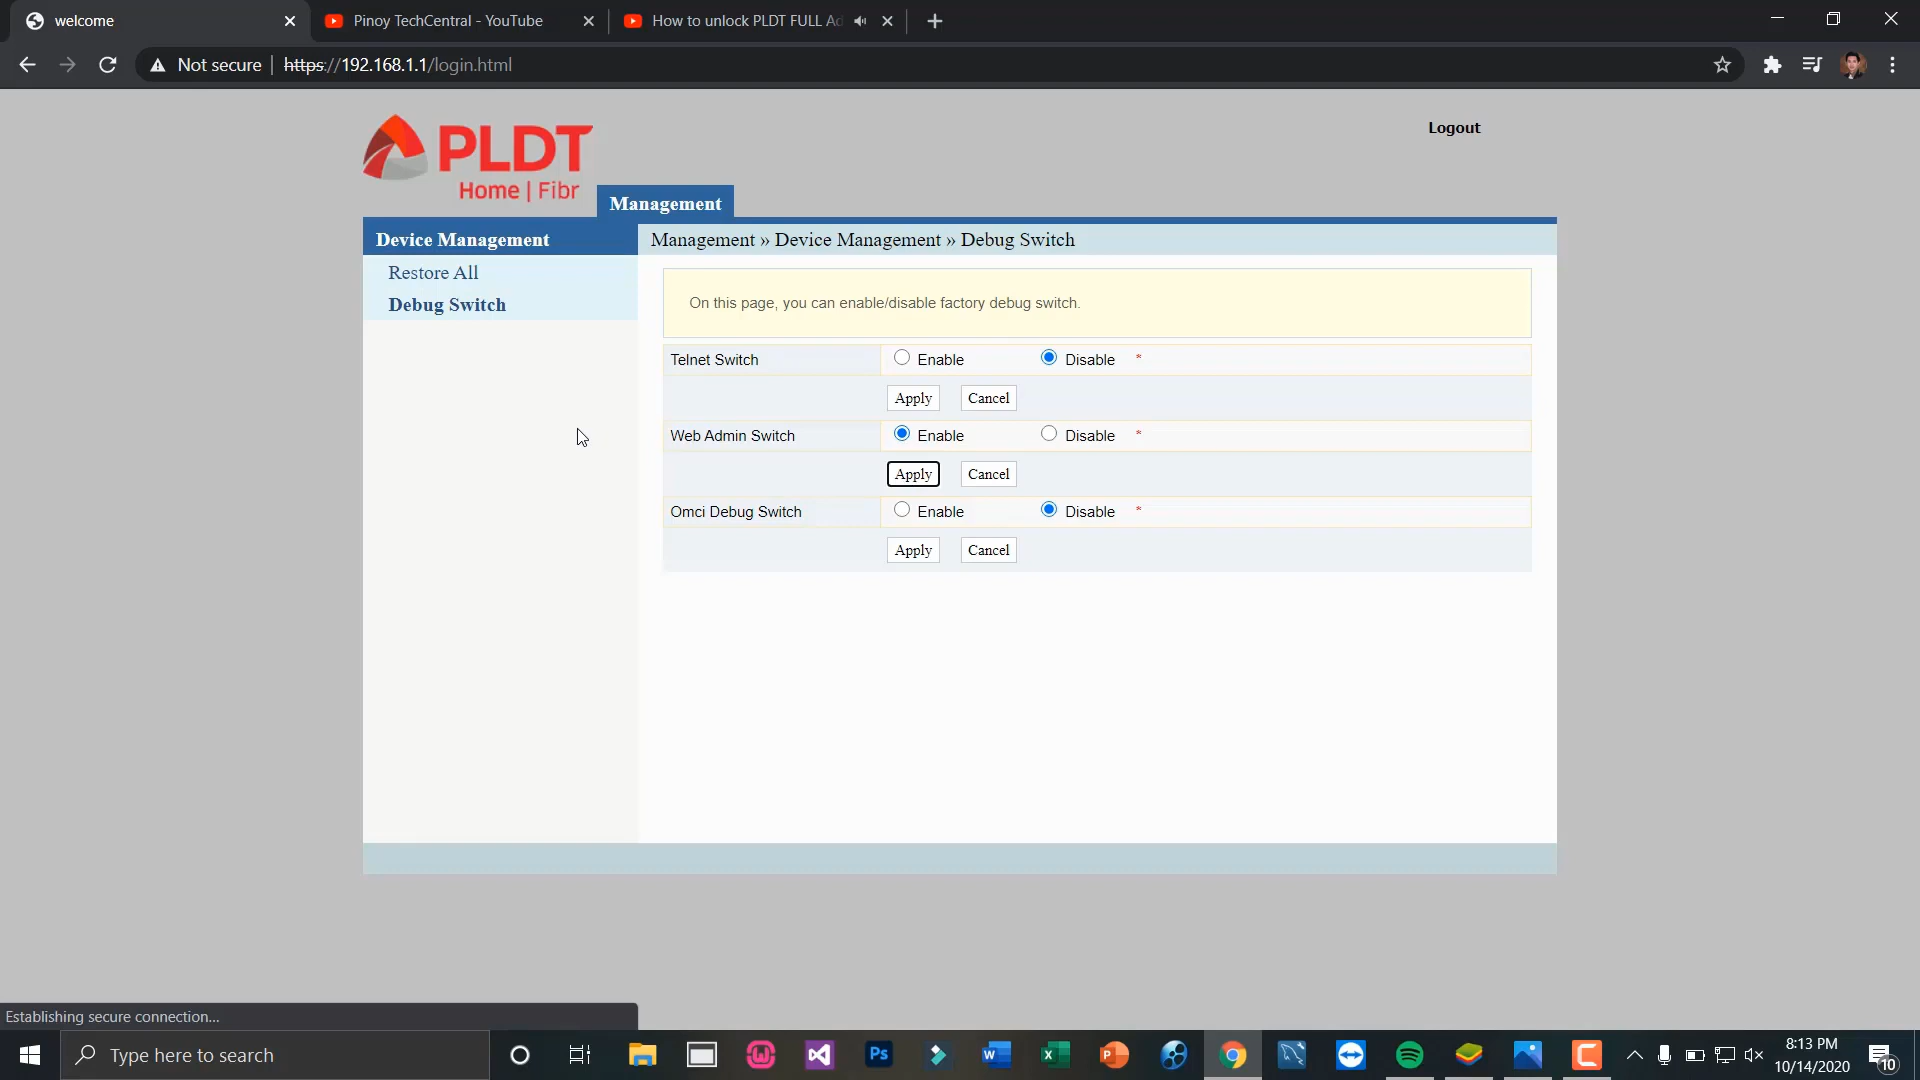 welcome
Pinoy TechCentral - YouTube
How to unlock PLDT FULL Ad
Not secure
https://192.168.1.1/login.html
PLDT
Home | Fibr
Logout
Management
Device Management
Restore All
Debug Switch
Management » Device Management » Debug Switch
On this page, you can enable/disable factory debug switch.
Telnet Switch Enable Disable *
Apply Cancel
Web Admin Switch Enable Disable *
Apply Cancel
Omci Debug Switch Enable Disable *
Apply Cancel
Establishing secure connection...
Type here to search
Ps
W
X
P
8:13 PM
10/14/2020
10